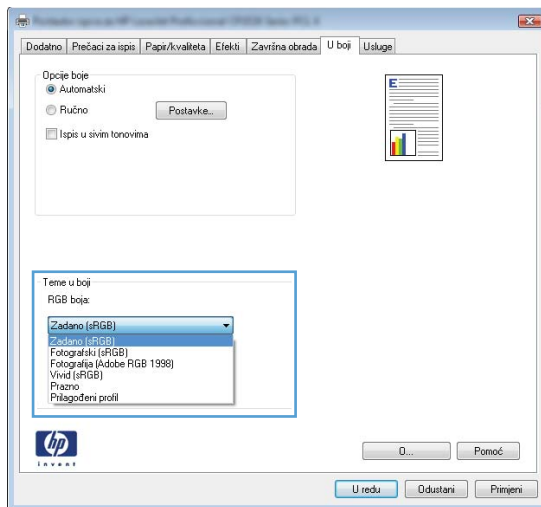 Dodatno Prečaci za ispis Papir/kvaliteta Efekti Završna obrada U boji Usluge
Opcije boje
Automatski
Ručno Postavke...
Ispis u sivim tonovima
E
Teme u boji
RGB boja:
Zadano (sRGB)
Zadano (sRGB)
Fotografski (sRGB)
Fotografija (Adobe RGB 1998)
Vivid (sRGB)
Prazno
Prilagođeni profil
hp
invent
O... Pomoć
U redu Odustani Primjeni